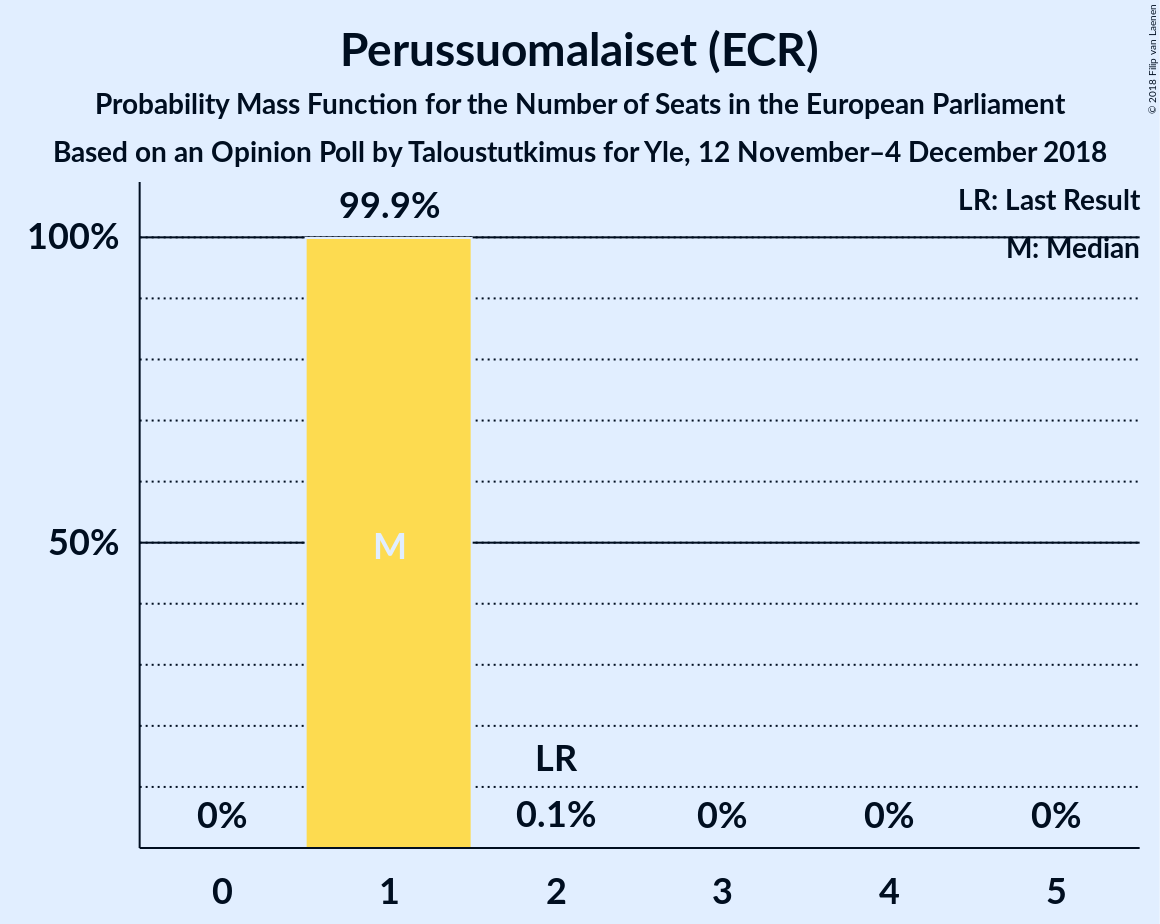 Perussuomalaiset (ECR)
Probability Mass Function for the Number of Seats in the European Parliament
Based on an Opinion Poll by Taloustutkimus for Yle, 12 November–4 December 2018
© 2018 Filip van Laenen
LR: Last Result
M: Median
99.9%
100%
50%
M
LR
0%
0.1%
0%
0%
0%
0
1
2
3
4
5